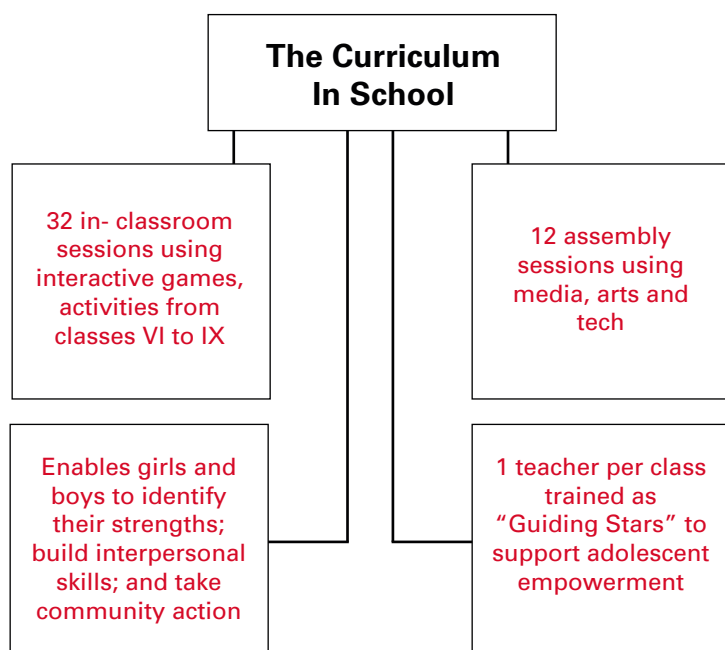 The Curriculum
In School
32 in- classroom
sessions using
interactive games,
activities from
classes VI to IX
12 assembly
sessions using
media, arts and
tech
Enables girls and
boys to identify
their strengths;
build interpersonal
skills; and take
community action
1 teacher per class
trained as
“Guiding Stars” to
support adolescent
empowerment